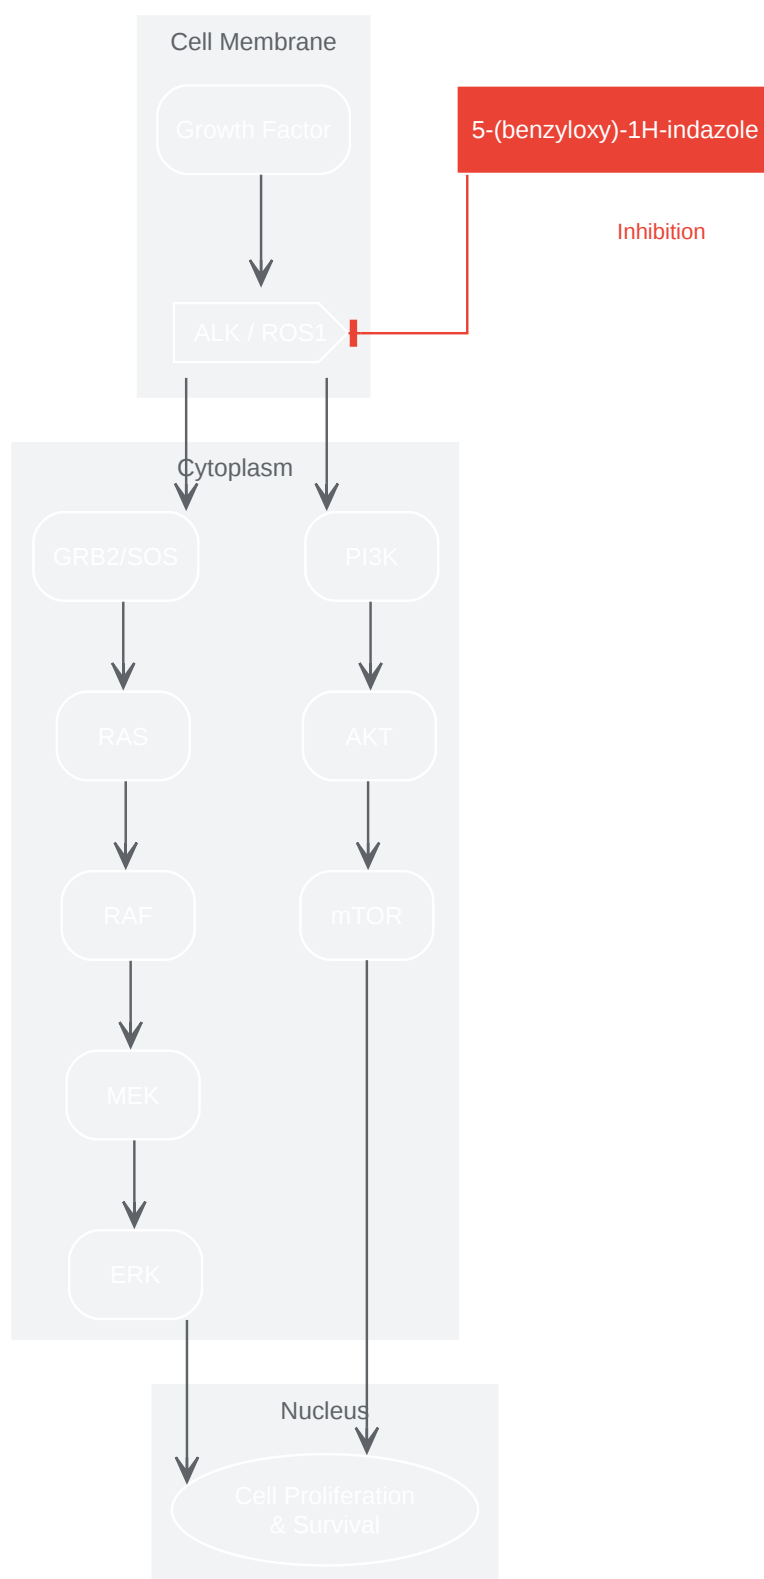 Cell Membrane
Growth Factor
5-(benzyloxy)-1H-indazole
Inhibition
ALK / ROS1
Cytoplasm
GRB2/SOS
PI3K
RAS
AKT
RAF
mTOR
MEK
ERK
Nucleus
Cell Proliferation
& Survival